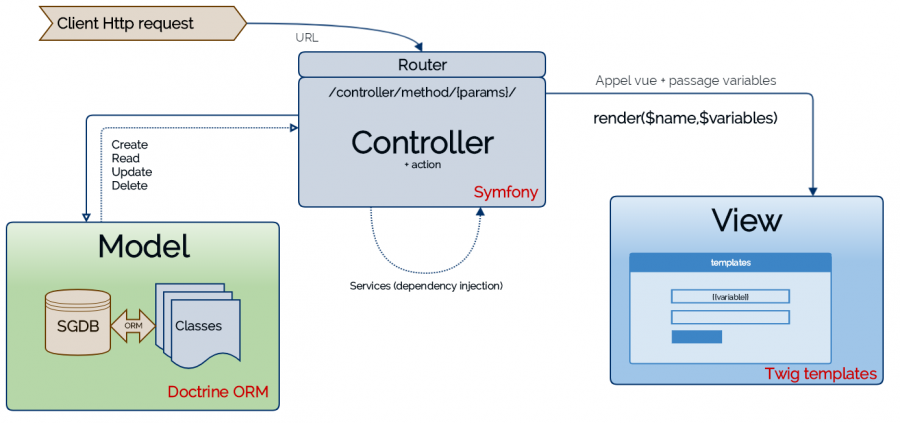 Client Http request
URL
Router
/controller/method/{params}/
Controller
+ action
Symfony
Appel vue + passage variables
render($name,$variables)
Create
Read
Update
Delete
Services (dependency injection)
Model
SGDB
ORM
Classes
Doctrine ORM
View
templates
{{variable}}
Twig templates